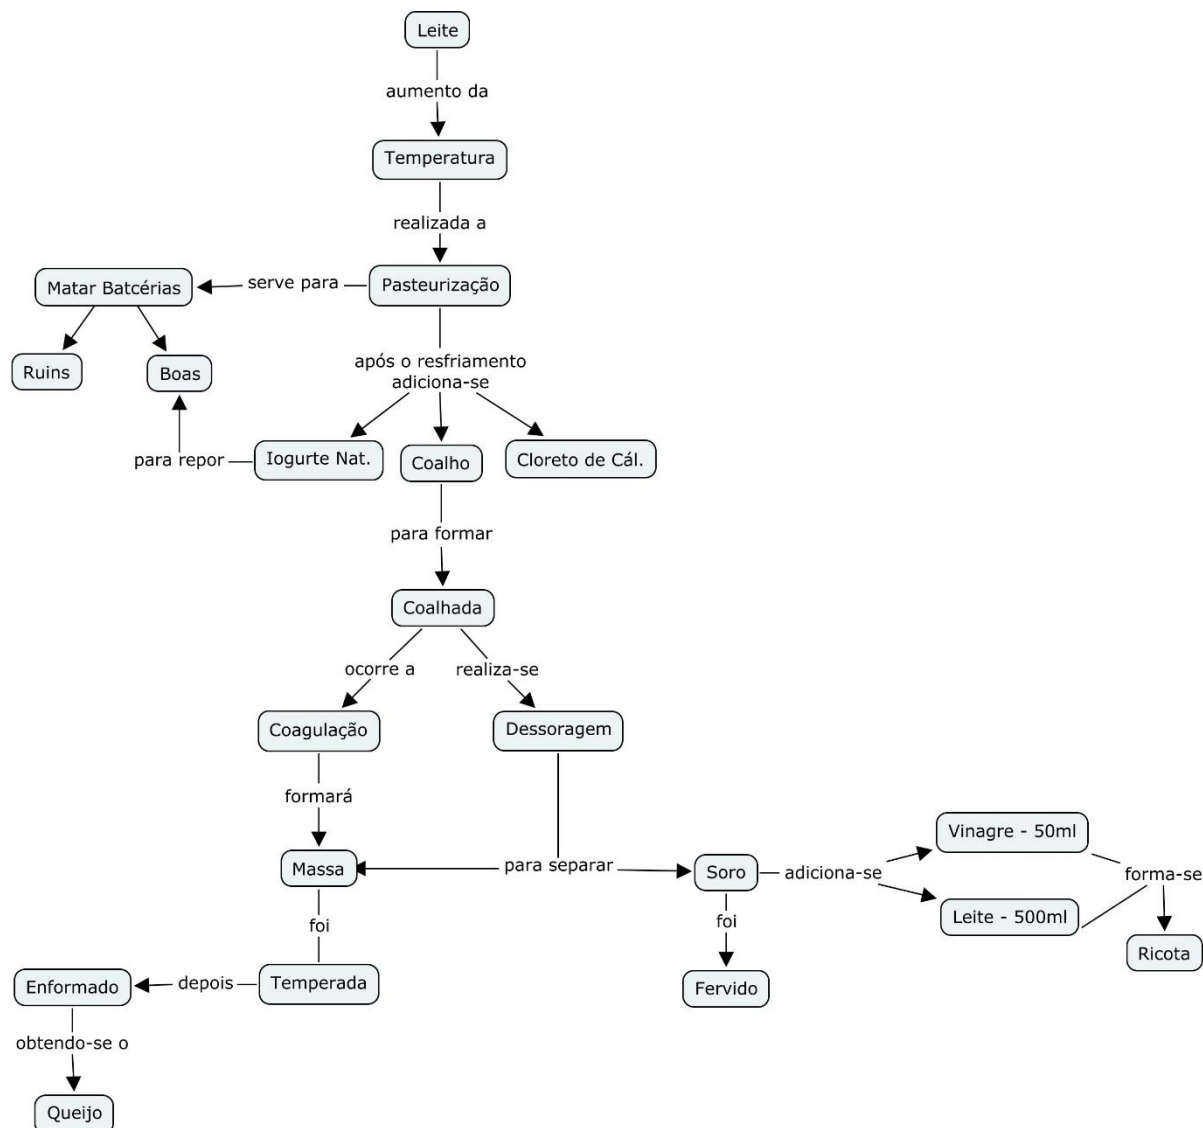 Leite
aumento da
Temperatura
realizada a
Pasteurização
serve para
Matar Batcérias
Ruins
Boas
após o resfriamento
adiciona-se
Iogurte Nat.
para repor
Coalho
Cloreto de Cál.
para formar
Coalhada
ocorre a
realiza-se
Coagulação
Dessoragem
formará
para separar
Massa
Soro
adiciona-se
Vinagre - 50ml
Leite - 500ml
forma-se
Ricota
foi
foi
Fervido
Temperada
depois
Enformado
obtendo-se o
Queijo